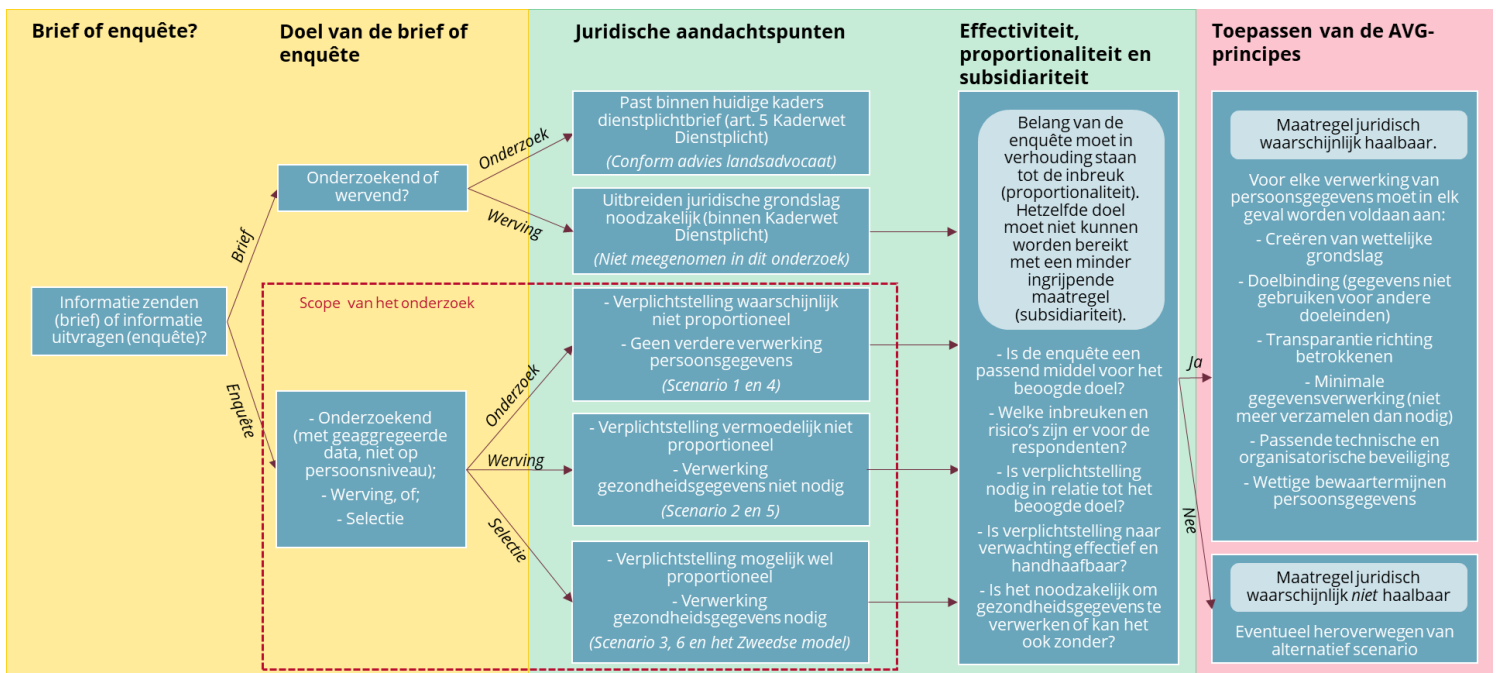 Brief of enquête?
Doel van de brief of
enquête
Juridische aandachtspunten
Effectiviteit,
proportionaliteit en
subsidiariteit
Toepassen van de AVG-
principes
Informatie zenden
(brief) of informatie
uitvragen (enquête)?
Brief
Enquête
Onderzoekend of
wervend?
Onderzoek
Werving
Scope van het onderzoek
- Onderzoekend
(met geaggregeerde
data, niet op
persoonsniveau);
- Werving, of;
- Selectie
Onderzoek
Werving
Selectie
Past binnen huidige kaders
dienstplichtbrief (art. 5 Kaderwet
Dienstplicht)
(Conform advies landsadvocaat)
Uitbreiden juridische grondslag
noodzakelijk (binnen Kaderwet
Dienstplicht)
(Niet meegenomen in dit onderzoek)
- Verplichtstelling waarschijnlijk
niet proportioneel
- Geen verdere verwerking
persoonsgegevens
(Scenario 1 en 4)
- Verplichtstelling vermoedelijk niet
proportioneel
- Verwerking
gezondheidsgegevens niet nodig
(Scenario 2 en 5)
- Verplichtstelling mogelijk wel
proportioneel
- Verwerking
gezondheidsgegevens nodig
(Scenario 3, 6 en het Zweedse model)
Belang van de
enquête moet in
verhouding staan
tot de inbreuk
(proportionaliteit).
Hetzelfde doel
moet niet kunnen
worden bereikt
met een minder
ingrijpende
maatregel
(subsidiariteit).
- Is de enquête een
passend middel voor het
beoogde doel?
- Welke inbreuken en
risico's zijn er voor de
respondenten?
- Is verplichtstelling
nodig in relatie tot het
beoogde doel?
- Is verplichtstelling naar
verwachting effectief en
handhaafbaar?
- Is het noodzakelijk om
gezondheidsgegevens te
verwerken of kan het
ook zonder?
Ja
Nee
Maatregel juridisch
waarschijnlijk haalbaar.
Voor elke verwerking van
persoonsgegevens moet in elk
geval worden voldaan aan:
- Creëren van wettelijke
grondslag
- Doelbinding (gegevens niet
gebruiken voor andere
doeleinden)
- Transparantie richting
betrokkenen
- Minimale
gegevensverwerking (niet
meer verzamelen dan nodig)
- Passende technische en
organisatorische beveiliging
- Wettige bewaartermijnen
persoonsgegevens
Maatregel juridisch
waarschijnlijk niet haalbaar
Eventueel heroverwegen van
alternatief scenario